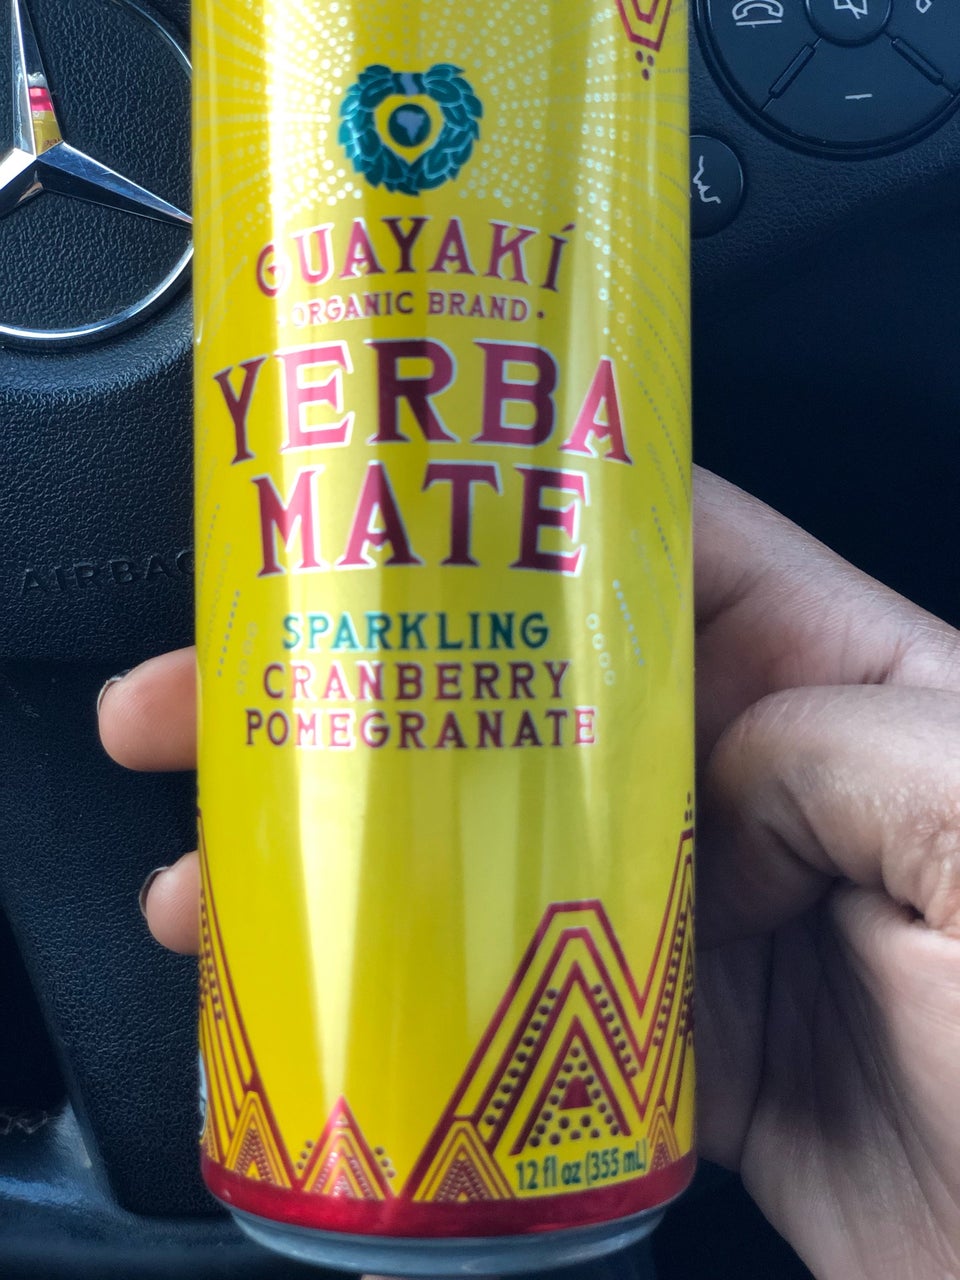 GUAYAKÍ
· ORGANIC BRAND ·
YERBA
MATE
SPARKLING
CRANBERRY
POMEGRANATE
12 fl oz (355 mL)
AIRBAG